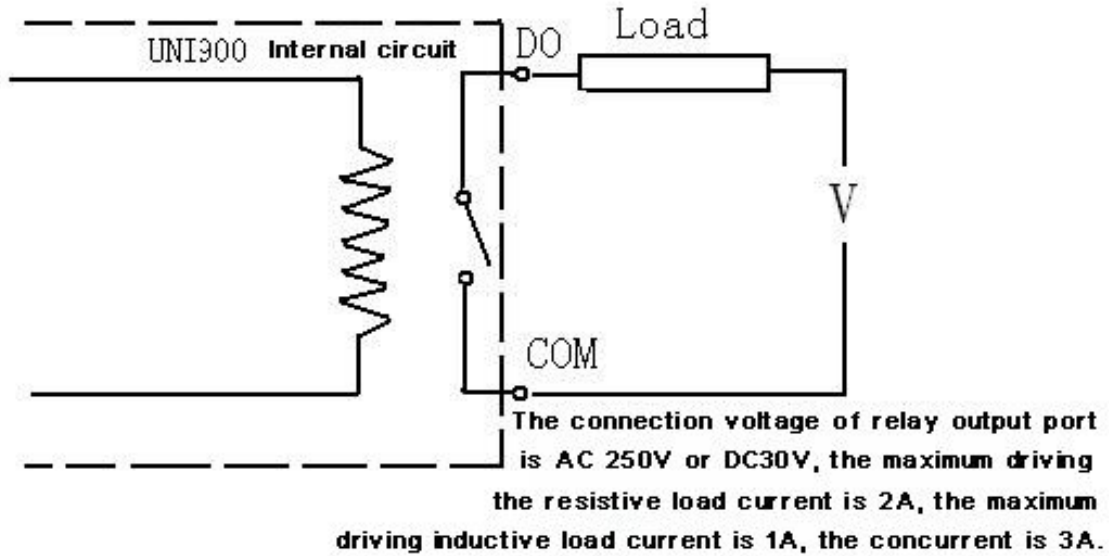 UNI900 Internal circuit
DO
Load
V
COM
The connection voltage of relay output port
is AC 250V or DC30V, the maximum driving
the resistive load current is 2A, the maximum
driving inductive load current is 1A, the concurrent is 3A.